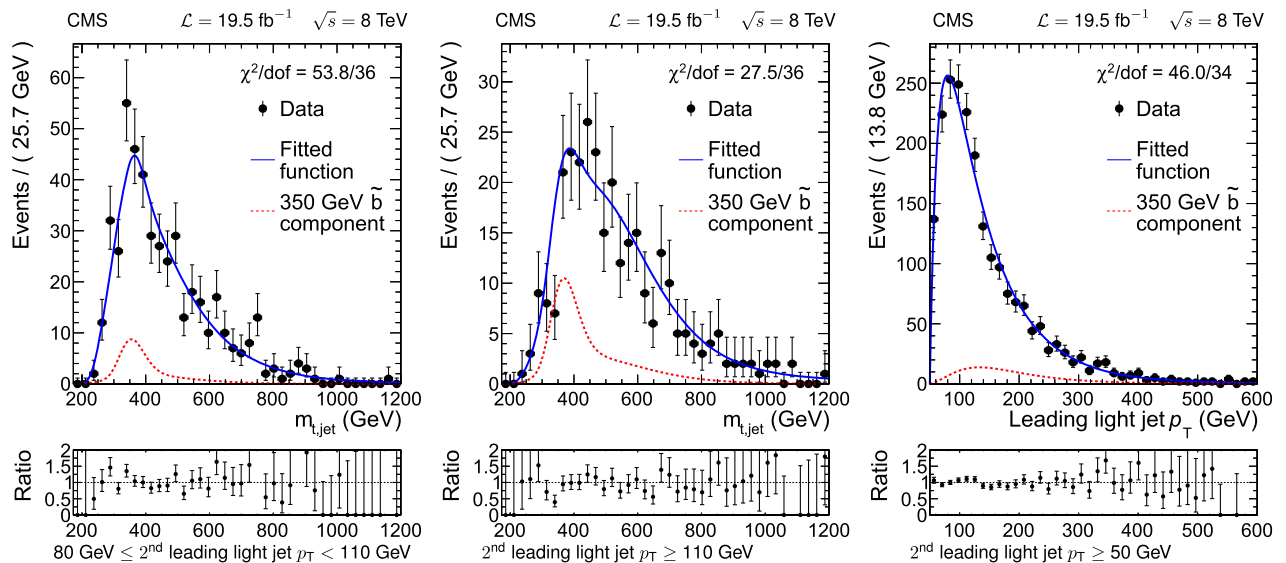 CMS ℒ = 19.5 fb⁻¹ √s = 8 TeV
Events / ( 25.7 GeV )
χ²/dof = 53.8/36
Data
Fitted
function
350 GeV b̃
component
0 10 20 30 40 50 60
200 400 600 800 1000 1200
m_t,jet (GeV)
Ratio
0 0.5 1 1.5 2
200 400 600 800 1000 1200
80 GeV ≤ 2ⁿᵈ leading light jet p_T < 110 GeV
CMS ℒ = 19.5 fb⁻¹ √s = 8 TeV
Events / ( 25.7 GeV )
χ²/dof = 27.5/36
Data
Fitted
function
350 GeV b̃
component
0 5 10 15 20 25 30
200 400 600 800 1000 1200
m_t,jet (GeV)
Ratio
0 0.5 1 1.5 2
200 400 600 800 1000 1200
2ⁿᵈ leading light jet p_T ≥ 110 GeV
CMS ℒ = 19.5 fb⁻¹ √s = 8 TeV
Events / ( 13.8 GeV )
χ²/dof = 46.0/34
Data
Fitted
function
350 GeV b̃
component
0 50 100 150 200 250
100 200 300 400 500 600
Leading light jet p_T (GeV)
Ratio
0 0.5 1 1.5 2
100 200 300 400 500 600
2ⁿᵈ leading light jet p_T ≥ 50 GeV